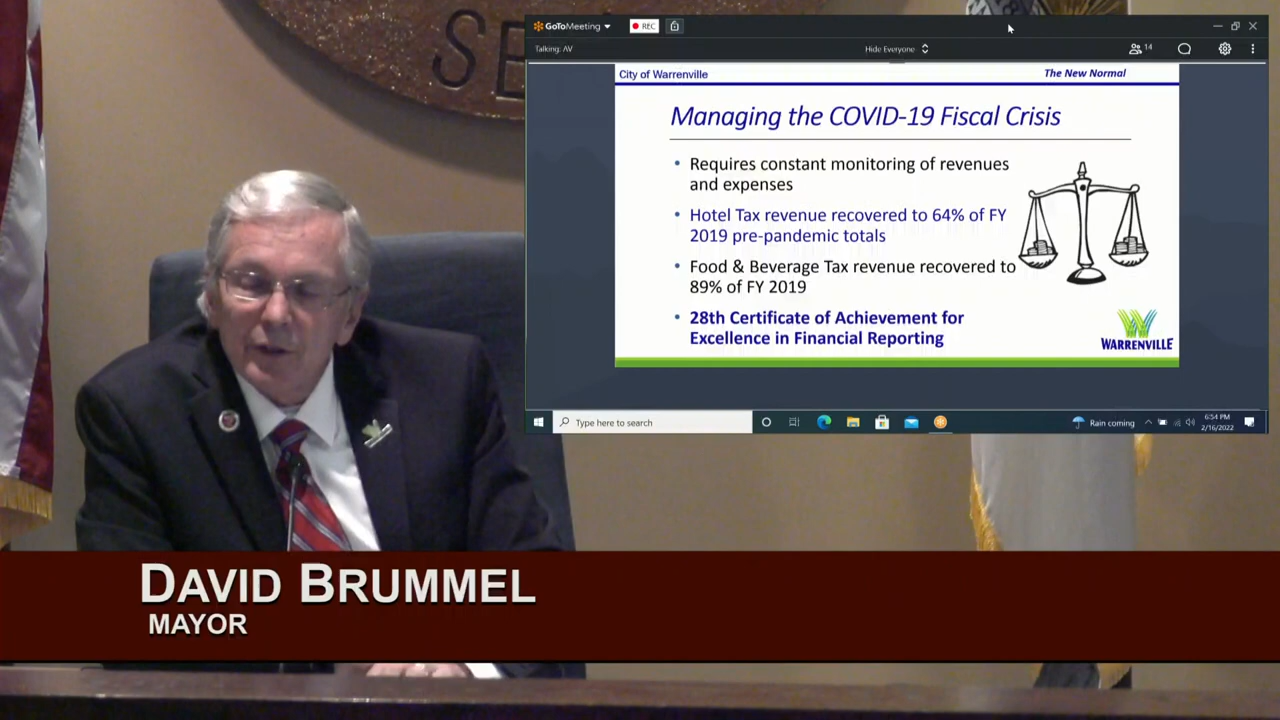 SE
GoToMeeting
REC
Talking: AV
Hide Everyone
14
City of Warrenville
The New Normal
Managing the COVID-19 Fiscal Crisis
• Requires constant monitoring of revenues
and expenses
• Hotel Tax revenue recovered to 64% of FY
2019 pre-pandemic totals
• Food & Beverage Tax revenue recovered to
89% of FY 2019
• 28th Certificate of Achievement for
Excellence in Financial Reporting
WARRENVILLE
Type here to search
Rain coming
6:54 PM
2/16/2022
DAVID BRUMMEL
MAYOR